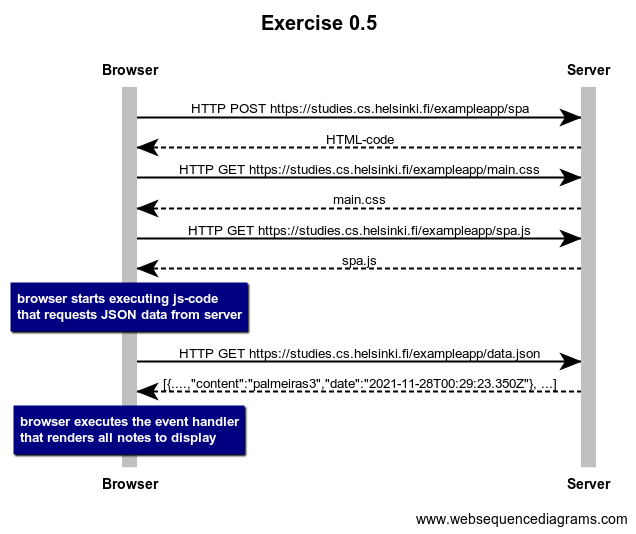 Exercise 0.5
Browser
Server
HTTP POST https://studies.cs.helsinki.fi/exampleapp/spa
HTML-code
HTTP GET https://studies.cs.helsinki.fi/exampleapp/main.css
main.css
HTTP GET https://studies.cs.helsinki.fi/exampleapp/spa.js
spa.js
browser starts executing js-code
that requests JSON data from server
HTTP GET https://studies.cs.helsinki.fi/exampleapp/data.json
[{....,"content":"palmeiras3","date":"2021-11-28T00:29:23.350Z"}, ...]
browser executes the event handler
that renders all notes to display
Browser
Server
www.websequencediagrams.com